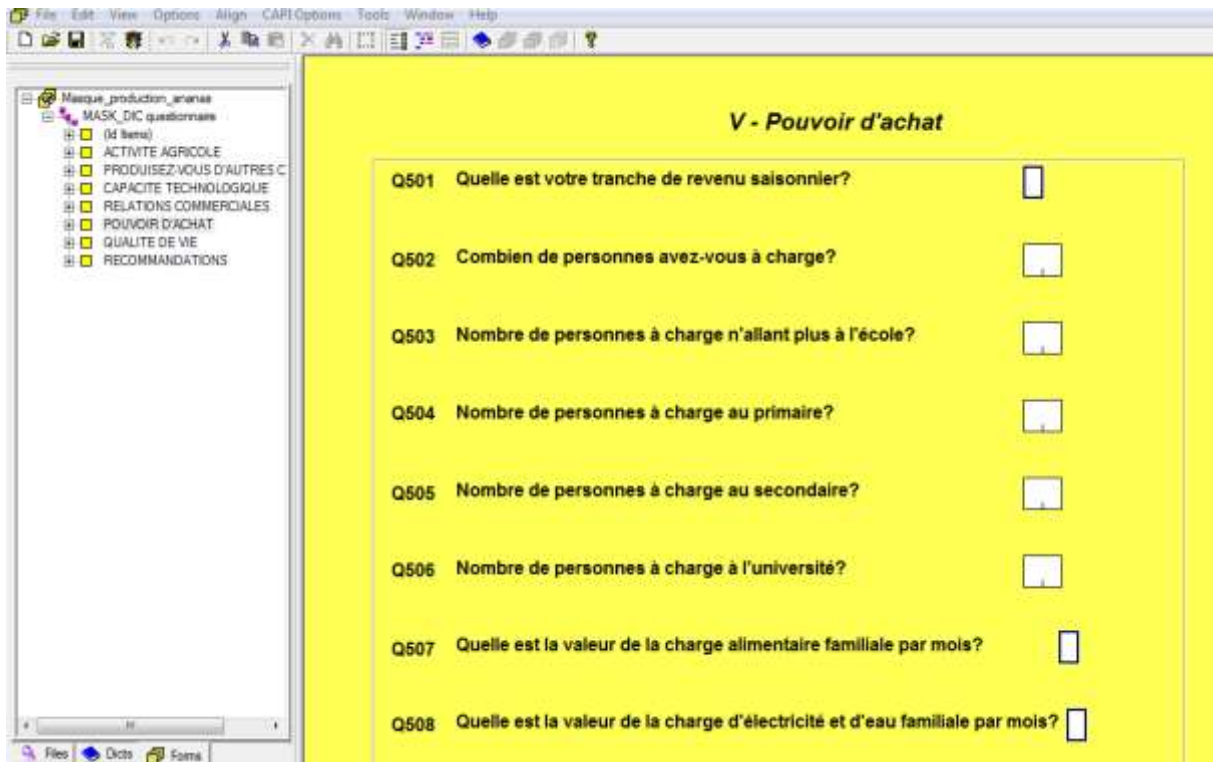 File Edit View Options Align CAPI Options Tools Window Help
Masque_production_ananas
MASK_DIC questionnaire
(Id Items)
ACTIVITE AGRICOLE
PRODUISEZ-VOUS D'AUTRES C
CAPACITE TECHNOLOGIQUE
RELATIONS COMMERCIALES
POUVOIR D'ACHAT
QUALITE DE VIE
RECOMMANDATIONS
Files Dicts Forms
V - Pouvoir d'achat
Q501 Quelle est votre tranche de revenu saisonnier?
Q502 Combien de personnes avez-vous à charge?
Q503 Nombre de personnes à charge n'allant plus à l'école?
Q504 Nombre de personnes à charge au primaire?
Q505 Nombre de personnes à charge au secondaire?
Q506 Nombre de personnes à charge à l'université?
Q507 Quelle est la valeur de la charge alimentaire familiale par mois?
Q508 Quelle est la valeur de la charge d'électricité et d'eau familiale par mois?